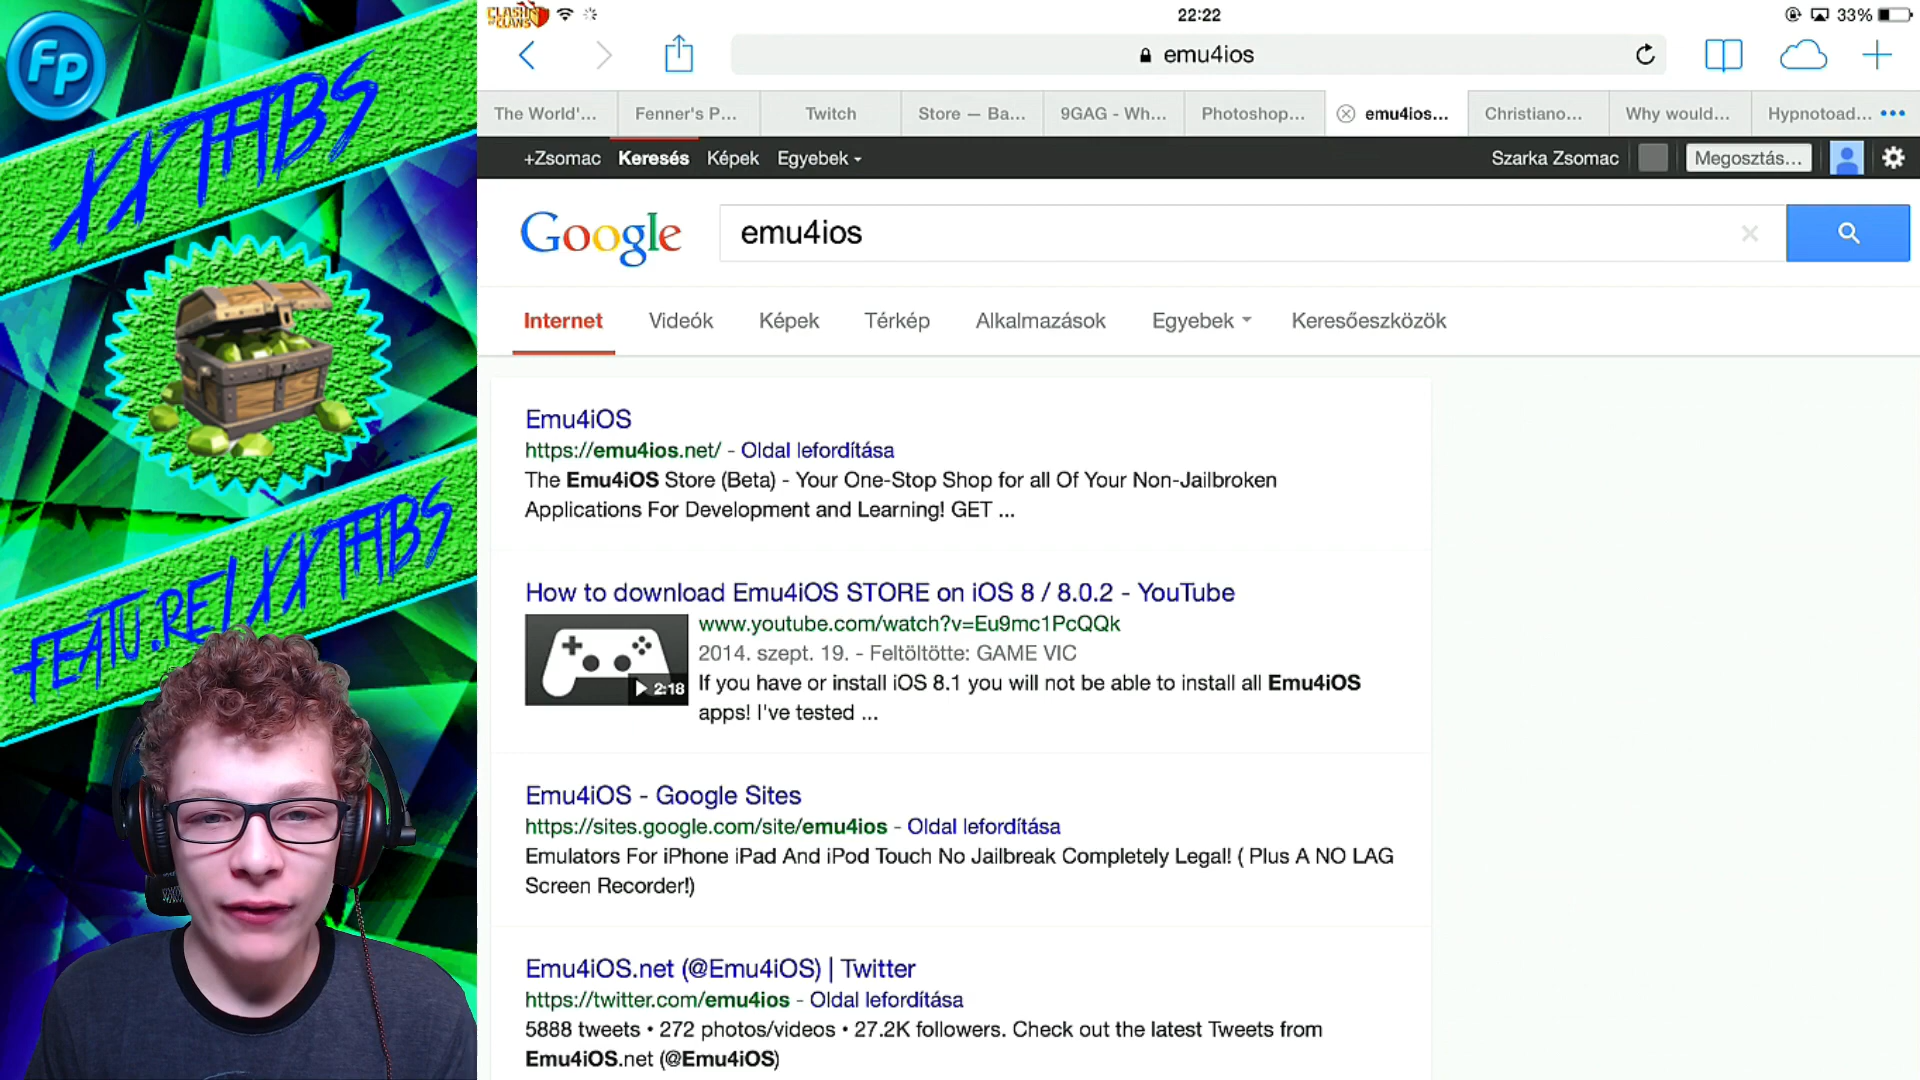 Fp
XXTHBS
FEATU.RE/XXTHBS
CLASH OF CLANS
22:22
33%
emu4ios
The World'...
Fenner's P...
Twitch
Store — Ba...
9GAG - Wh...
Photoshop...
emu4ios...
Christiano...
Why would...
Hypnotoad...
+Zsomac
Keresés
Képek
Egyebek
Szarka Zsomac
Megosztás...
Google
emu4ios
Internet
Videók
Képek
Térkép
Alkalmazások
Egyebek
Keresőeszközök
Emu4iOS
https://emu4ios.net/ - Oldal lefordítása
The Emu4iOS Store (Beta) - Your One-Stop Shop for all Of Your Non-Jailbroken
Applications For Development and Learning! GET ...
How to download Emu4iOS STORE on iOS 8 / 8.0.2 - YouTube
2:18
www.youtube.com/watch?v=Eu9mc1PcQQk
2014. szept. 19. - Feltöltötte: GAME VIC
If you have or install iOS 8.1 you will not be able to install all Emu4iOS
apps! I've tested ...
Emu4iOS - Google Sites
https://sites.google.com/site/emu4ios - Oldal lefordítása
Emulators For iPhone iPad And iPod Touch No Jailbreak Completely Legal! ( Plus A NO LAG
Screen Recorder!)
Emu4iOS.net (@Emu4iOS) | Twitter
https://twitter.com/emu4ios - Oldal lefordítása
5888 tweets • 272 photos/videos • 27.2K followers. Check out the latest Tweets from
Emu4iOS.net (@Emu4iOS)